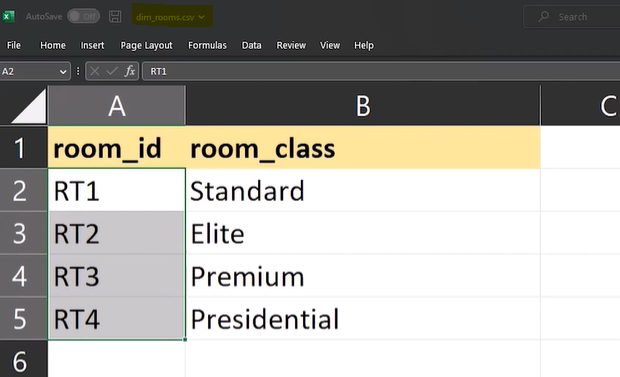 AutoSave Off dim_rooms.csv Search
File Home Insert Page Layout Formulas Data Review View Help
A2 fx RT1
A B C
1 room_id room_class
2 RT1 Standard
3 RT2 Elite
4 RT3 Premium
5 RT4 Presidential
6